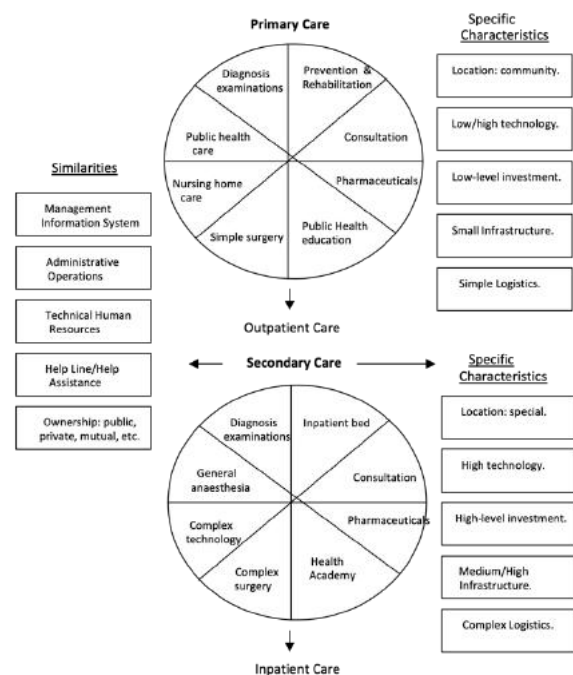 Primary Care
Diagnosis
examinations
Prevention &
Rehabilitation
Public health
care
Consultation
Nursing home
care
Pharmaceuticals
Simple surgery
Public Health
education
Outpatient Care
Specific
Characteristics
Location: community.
Low/high technology.
Low-level investment.
Small Infrastructure.
Simple Logistics.
Similarities
Management
Information System
Administrative
Operations
Technical Human
Resources
Help Line/Help
Assistance
Ownership: public,
private, mutual, etc.
Secondary Care
Diagnosis
examinations
Inpatient bed
General
anaesthesia
Consultation
Complex
technology
Pharmaceuticals
Complex
surgery
Health
Academy
Inpatient Care
Specific
Characteristics
Location: special.
High technology.
High-level investment.
Medium/High
Infrastructure.
Complex Logistics.